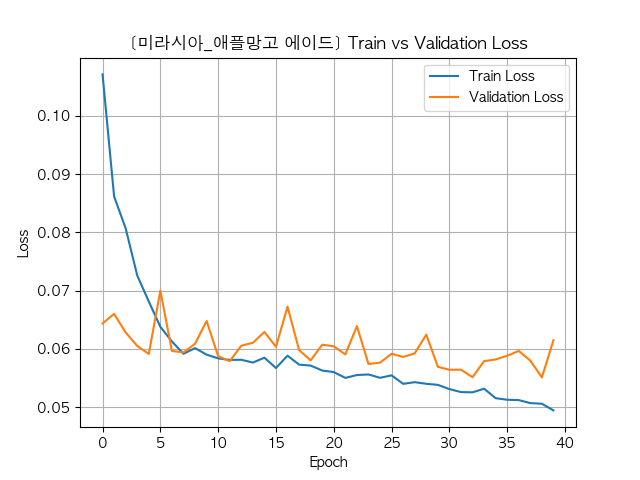 [미라시아_애플망고 에이드] Train vs Validation Loss
Train Loss
Validation Loss
Loss
0.10
0.09
0.08
0.07
0.06
0.05
0 5 10 15 20 25 30 35 40
Epoch